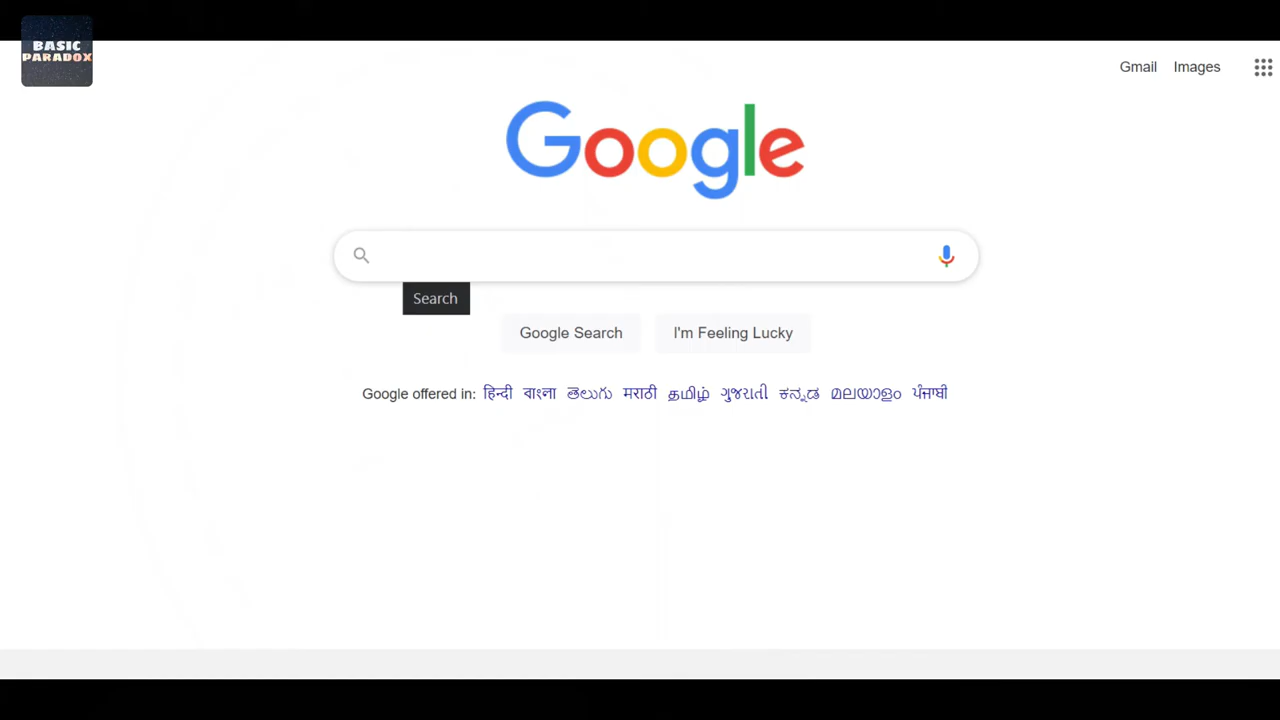 BASIC
PARADOX
Gmail Images
Google
Search
Google Search I'm Feeling Lucky
Google offered in: हिन्दी বাংলা తెలుగు मराठी தமிழ் ગુજરાતી ಕನ್ನಡ മലയാളം ਪੰਜਾਬੀ